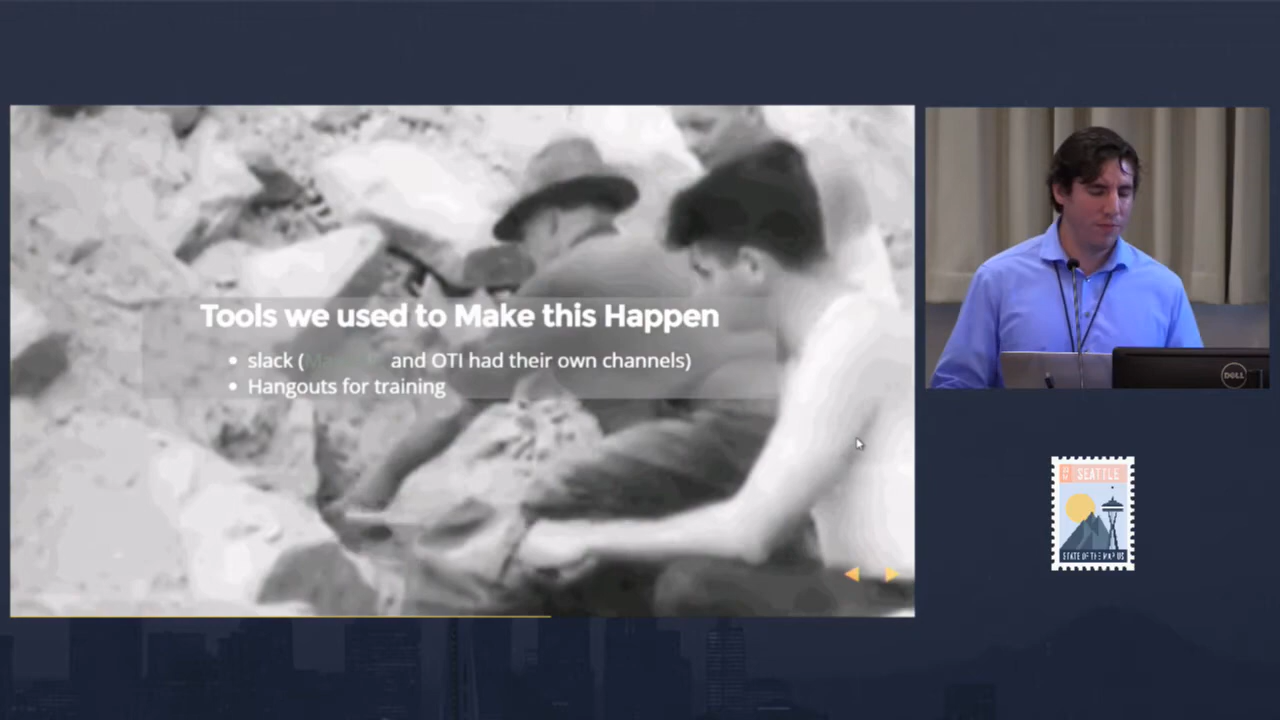 Tools we used to Make this Happen
• slack ( and OTI had their own channels)
• Hangouts for training
DELL
SEATTLE
STATE OF THE MAP US